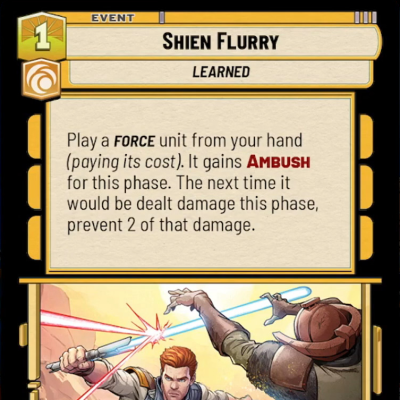 EVENT
1
SHIEN FLURRY
LEARNED
Play a FORCE unit from your hand
(paying its cost). It gains AMBUSH
for this phase. The next time it
would be dealt damage this phase,
prevent 2 of that damage.